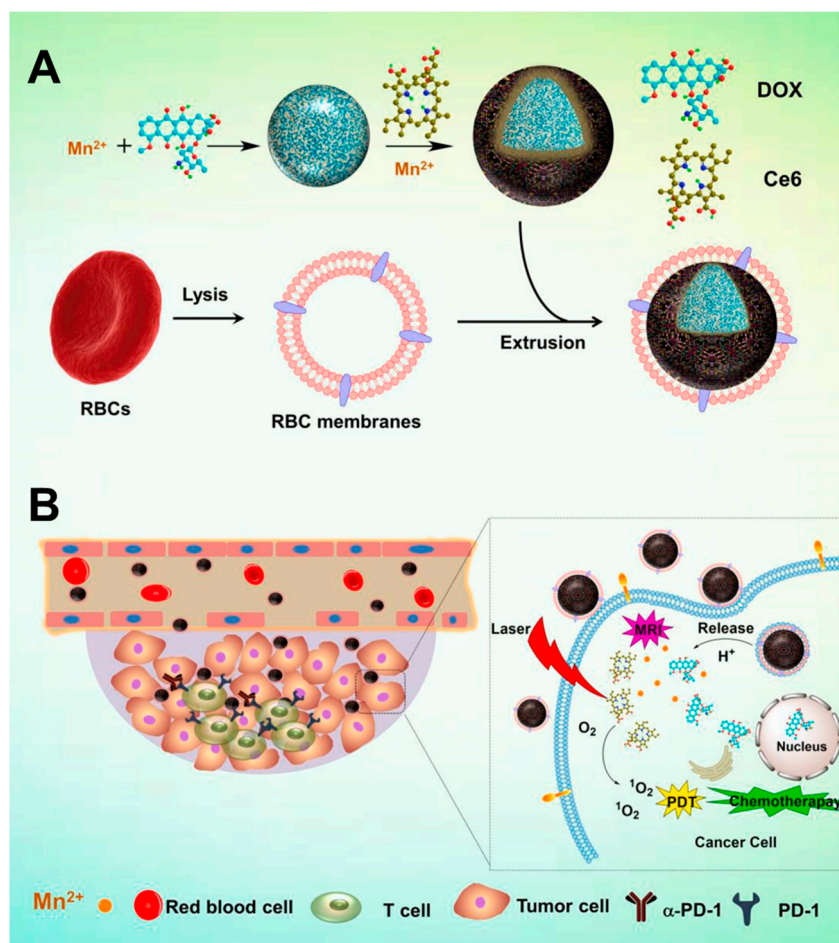 A
Mn²⁺ +
Mn²⁺
DOX
Ce6
Lysis
Extrusion
RBCs
RBC membranes
B
Laser
MRI
Release
H⁺
O₂
Nucleus
¹O₂
¹O₂
PDT
Chemotherapay
Cancer Cell
Mn²⁺ Red blood cell T cell Tumor cell α-PD-1 PD-1